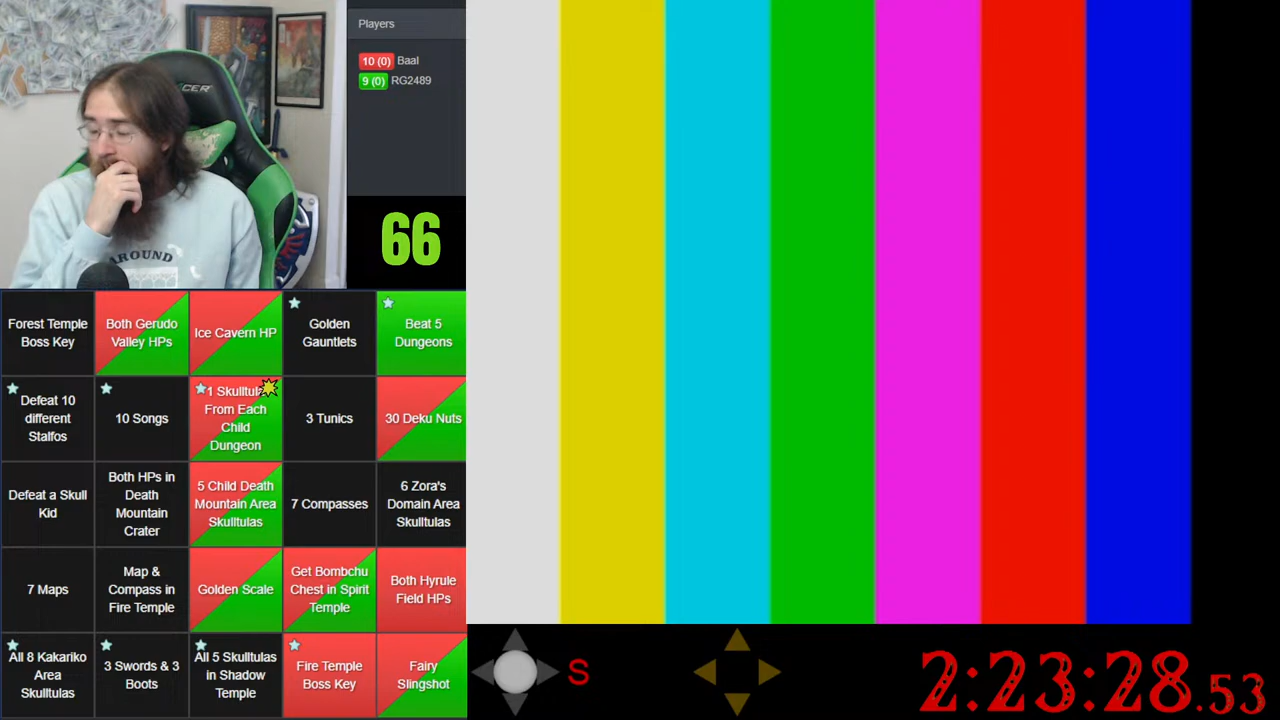 Players
10 (0) Baal
9 (0) RG2489
CER
AROUND
66
Forest Temple
Boss Key
Both Gerudo
Valley HPs
Ice Cavern HP
Golden
Gauntlets
Beat 5
Dungeons
Defeat 10
different
Stalfos
10 Songs
1 Skulltula
From Each
Child
Dungeon
3 Tunics
30 Deku Nuts
Defeat a Skull
Kid
Both HPs in
Death
Mountain
Crater
5 Child Death
Mountain Area
Skulltulas
7 Compasses
6 Zora's
Domain Area
Skulltulas
7 Maps
Map &
Compass in
Fire Temple
Golden Scale
Get Bombchu
Chest in Spirit
Temple
Both Hyrule
Field HPs
All 8 Kakariko
Area
Skulltulas
3 Swords & 3
Boots
All 5 Skulltulas
in Shadow
Temple
Fire Temple
Boss Key
Fairy
Slingshot
S
2:23:28.53